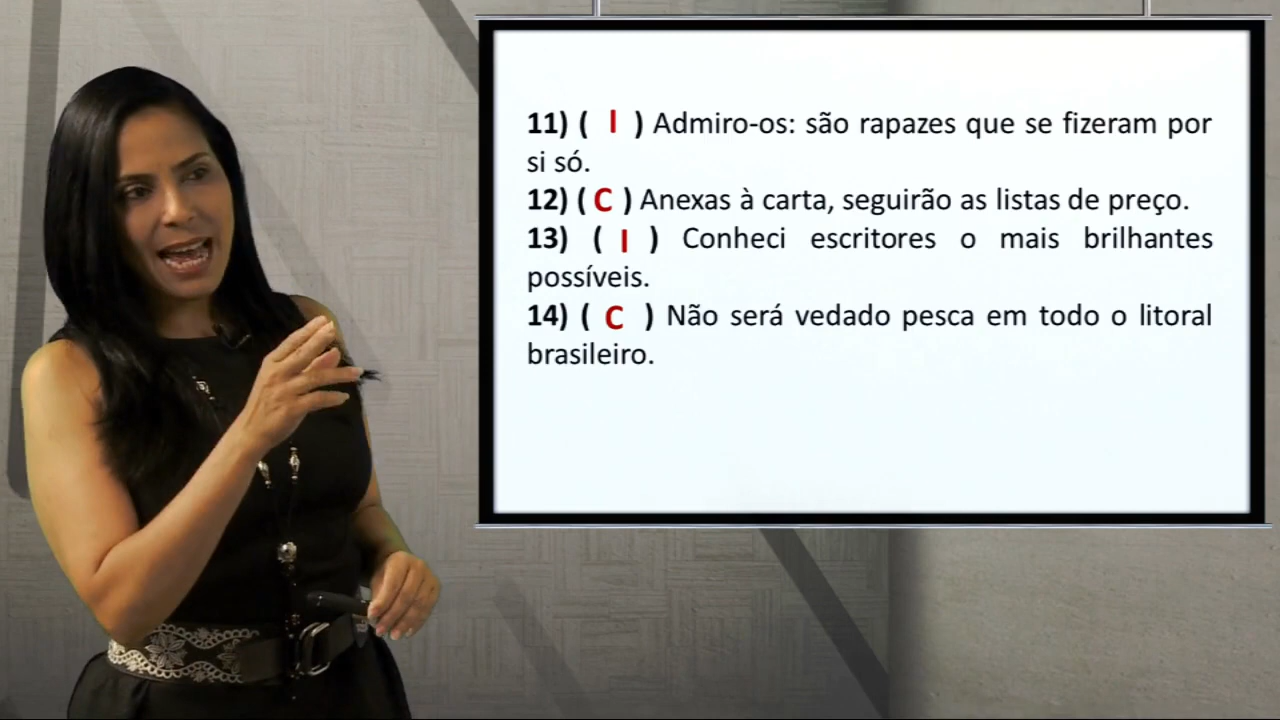 11) ( I ) Admiro-os: são rapazes que se fizeram por
si só.
12) ( C ) Anexas à carta, seguirão as listas de preço.
13) ( I ) Conheci escritores o mais brilhantes
possíveis.
14) ( C ) Não será vedado pesca em todo o litoral
brasileiro.